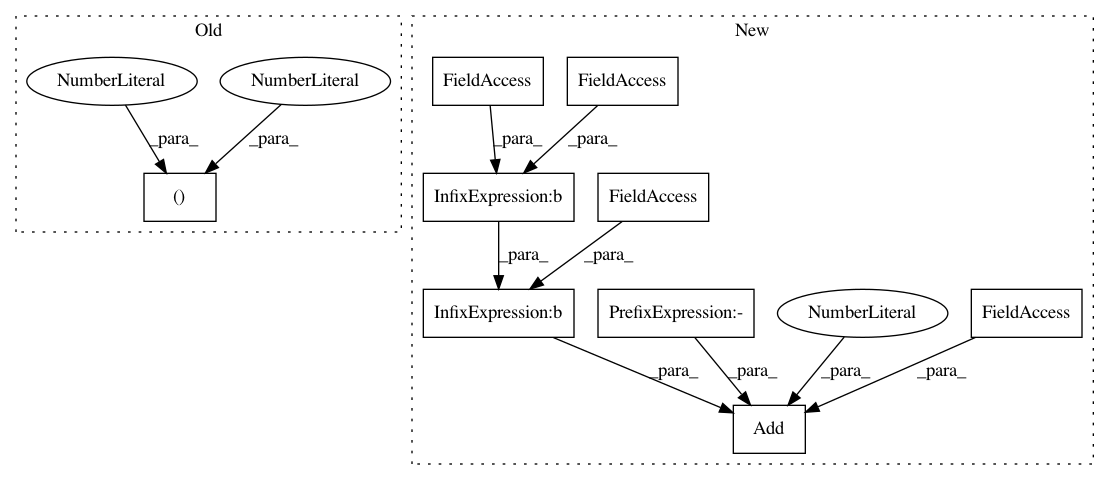 Old
New
NumberLiteral
NumberLiteral
FieldAccess
FieldAccess
_para_
_para_
_para_
_para_
()
InfixExpression:b
FieldAccess
_para_
_para_
InfixExpression:b
PrefixExpression:-
NumberLiteral
FieldAccess
_para_
_para_
_para_
_para_
Add